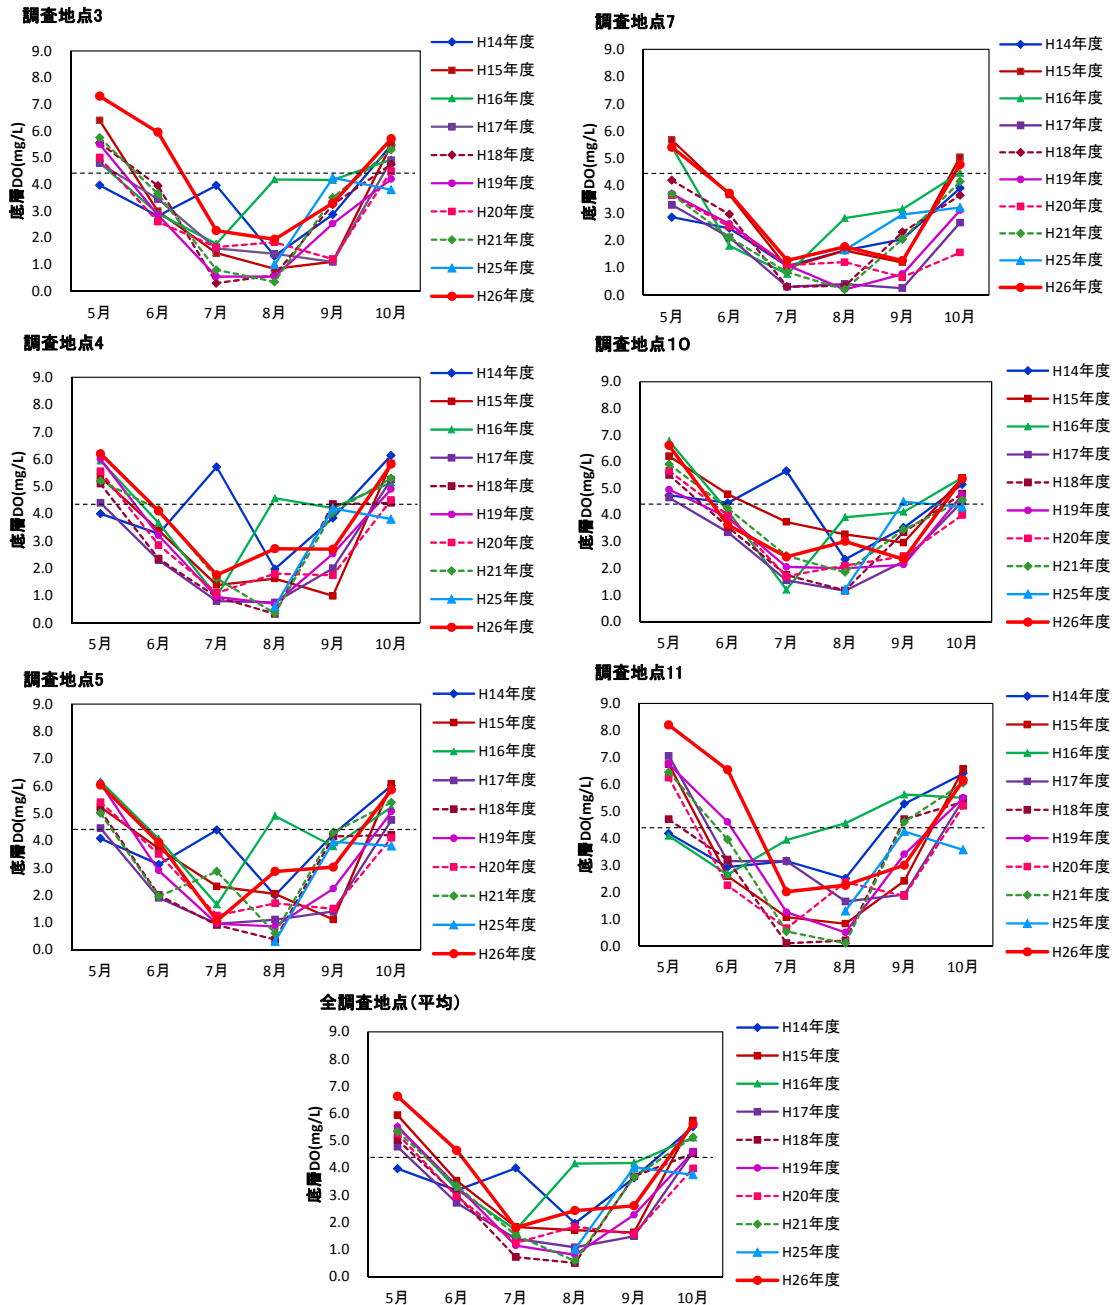 調査地点3
底層DO(mg/L)
9.0
8.0
7.0
6.0
5.0
4.0
3.0
2.0
1.0
0.0
5月 6月 7月 8月 9月 10月
H14年度
H15年度
H16年度
H17年度
H18年度
H19年度
H20年度
H21年度
H25年度
H26年度
調査地点7
底層DO(mg/L)
9.0
8.0
7.0
6.0
5.0
4.0
3.0
2.0
1.0
0.0
5月 6月 7月 8月 9月 10月
H14年度
H15年度
H16年度
H17年度
H18年度
H19年度
H20年度
H21年度
H25年度
H26年度
調査地点4
底層DO(mg/L)
9.0
8.0
7.0
6.0
5.0
4.0
3.0
2.0
1.0
0.0
5月 6月 7月 8月 9月 10月
H14年度
H15年度
H16年度
H17年度
H18年度
H19年度
H20年度
H21年度
H25年度
H26年度
調査地点10
底層DO(mg/L)
9.0
8.0
7.0
6.0
5.0
4.0
3.0
2.0
1.0
0.0
5月 6月 7月 8月 9月 10月
H14年度
H15年度
H16年度
H17年度
H18年度
H19年度
H20年度
H21年度
H25年度
H26年度
調査地点5
底層DO(mg/L)
9.0
8.0
7.0
6.0
5.0
4.0
3.0
2.0
1.0
0.0
5月 6月 7月 8月 9月 10月
H14年度
H15年度
H16年度
H17年度
H18年度
H19年度
H20年度
H21年度
H25年度
H26年度
調査地点11
底層DO(mg/L)
9.0
8.0
7.0
6.0
5.0
4.0
3.0
2.0
1.0
0.0
5月 6月 7月 8月 9月 10月
H14年度
H15年度
H16年度
H17年度
H18年度
H19年度
H20年度
H21年度
H25年度
H26年度
全調査地点(平均)
底層DO(mg/L)
9.0
8.0
7.0
6.0
5.0
4.0
3.0
2.0
1.0
0.0
5月 6月 7月 8月 9月 10月
H14年度
H15年度
H16年度
H17年度
H18年度
H19年度
H20年度
H21年度
H25年度
H26年度